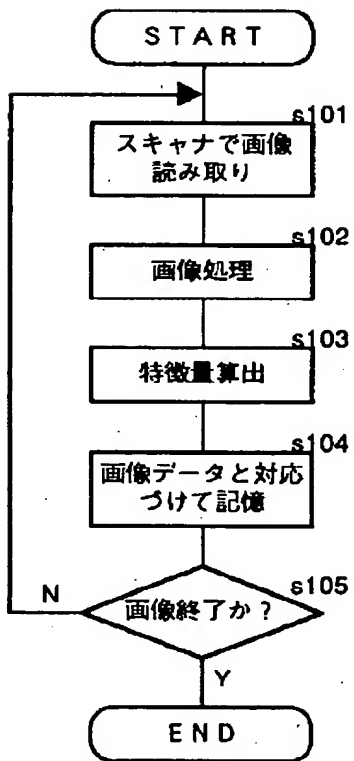 START
s101
スキャナで画像
読み取り
s102
画像処理
s103
特徴量算出
s104
画像データと対応
づけて記憶
s105
画像終了か?
N
Y
END